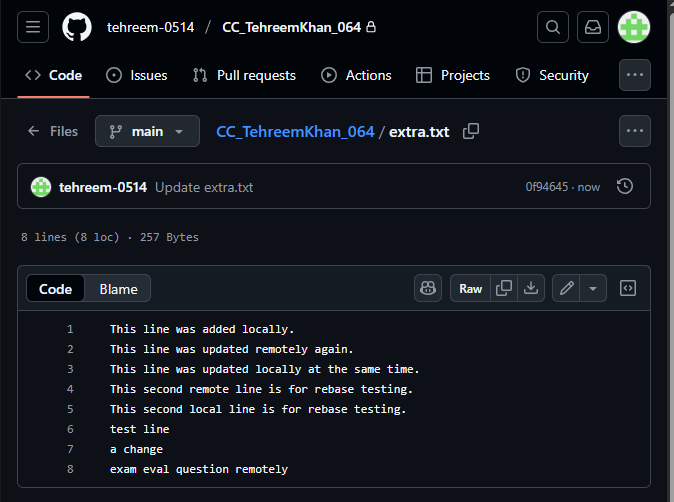 tehreem-0514 / CC_TehreemKhan_064
Code Issues Pull requests Actions Projects Security
Files main CC_TehreemKhan_064 / extra.txt
tehreem-0514 Update extra.txt 0f94645 · now
8 lines (8 loc) · 257 Bytes
Code Blame Raw
1 This line was added locally.
2 This line was updated remotely again.
3 This line was updated locally at the same time.
4 This second remote line is for rebase testing.
5 This second local line is for rebase testing.
6 test line
7 a change
8 exam eval question remotely